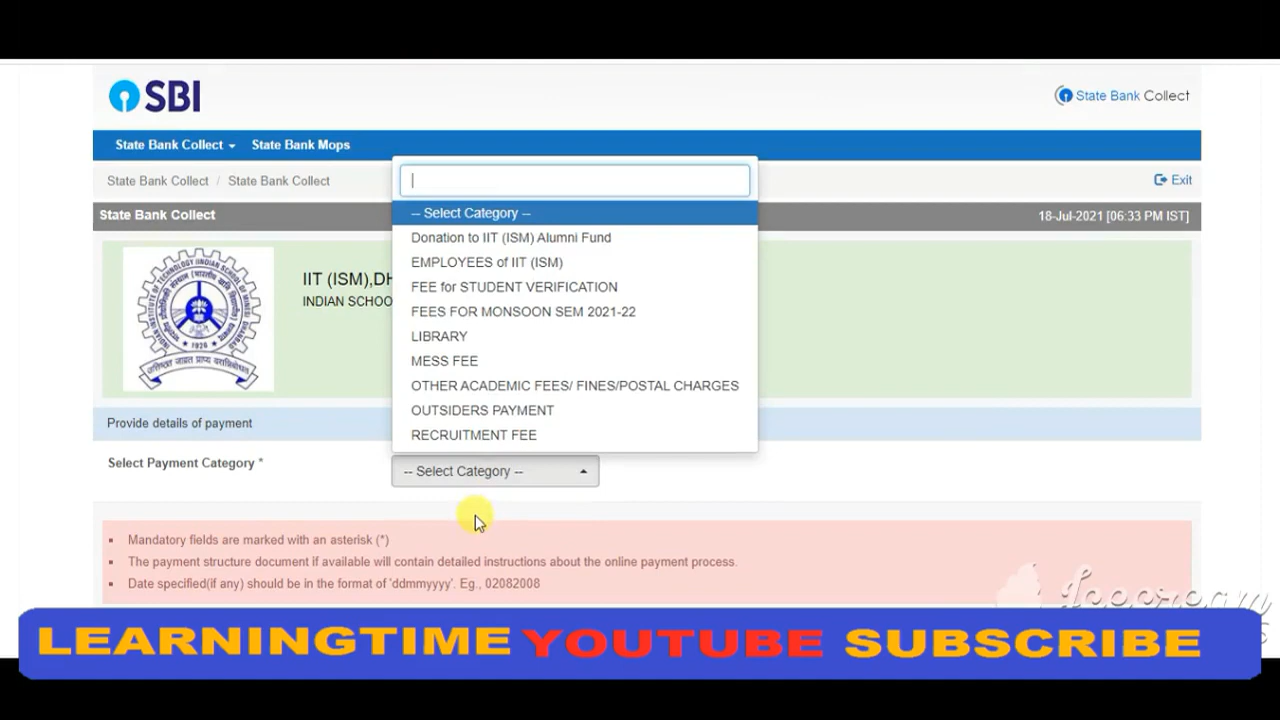 SBI
State Bank Collect
State Bank Collect State Bank Mops
State Bank Collect / State Bank Collect
Exit
State Bank Collect
18-Jul-2021 [06:33 PM IST]
-- Select Category --
Donation to IIT (ISM) Alumni Fund
EMPLOYEES of IIT (ISM)
FEE for STUDENT VERIFICATION
FEES FOR MONSOON SEM 2021-22
LIBRARY
MESS FEE
OTHER ACADEMIC FEES/ FINES/POSTAL CHARGES
OUTSIDERS PAYMENT
RECRUITMENT FEE
IIT (ISM),DH
INDIAN SCHOO
1926
Provide details of payment
Select Payment Category *
-- Select Category --
Mandatory fields are marked with an asterisk (*)
The payment structure document if available will contain detailed instructions about the online payment process.
Date specified(if any) should be in the format of 'ddmmyyyy'. Eg., 02082008
Icecream
LEARNINGTIME YOUTUBE SUBSCRIBE